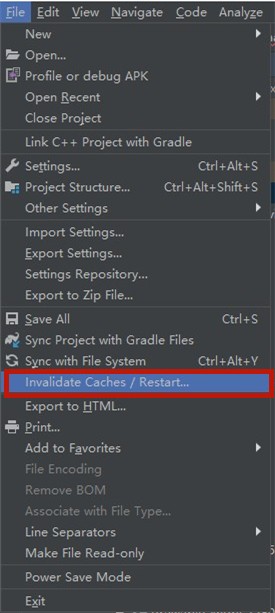 File Edit View Navigate Code Analyze
New
Open...
Profile or debug APK
Open Recent
Close Project
Link C++ Project with Gradle
Settings... Ctrl+Alt+S
Project Structure... Ctrl+Alt+Shift+S
Other Settings
Import Settings...
Export Settings...
Settings Repository...
Export to Zip File...
Save All Ctrl+S
Sync Project with Gradle Files
Sync with File System Ctrl+Alt+Y
Invalidate Caches / Restart...
Export to HTML...
Print...
Add to Favorites
File Encoding
Remove BOM
Associate with File Type...
Line Separators
Make File Read-only
Power Save Mode
Exit